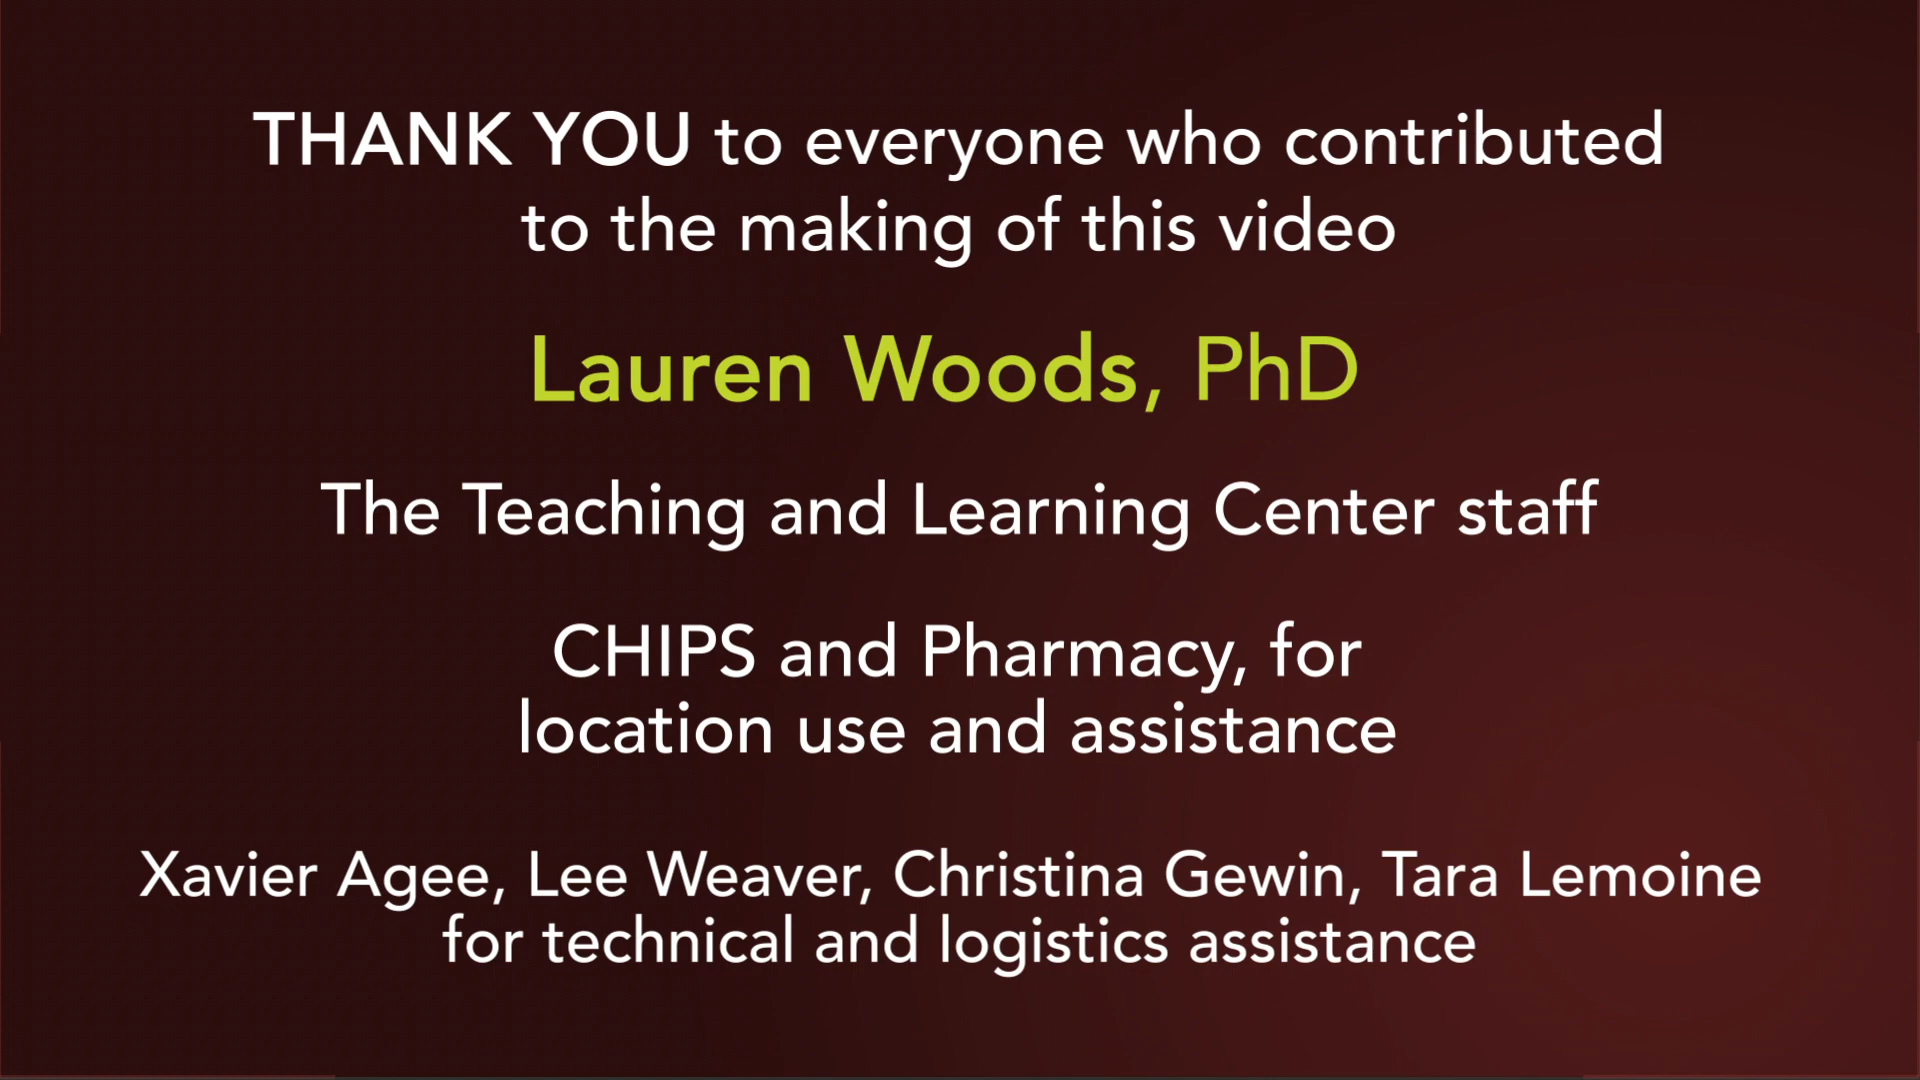 THANK YOU to everyone who contributed
to the making of this video
Lauren Woods, PhD
The Teaching and Learning Center staff
CHIPS and Pharmacy, for
location use and assistance
Xavier Agee, Lee Weaver, Christina Gewin, Tara Lemoine
for technical and logistics assistance